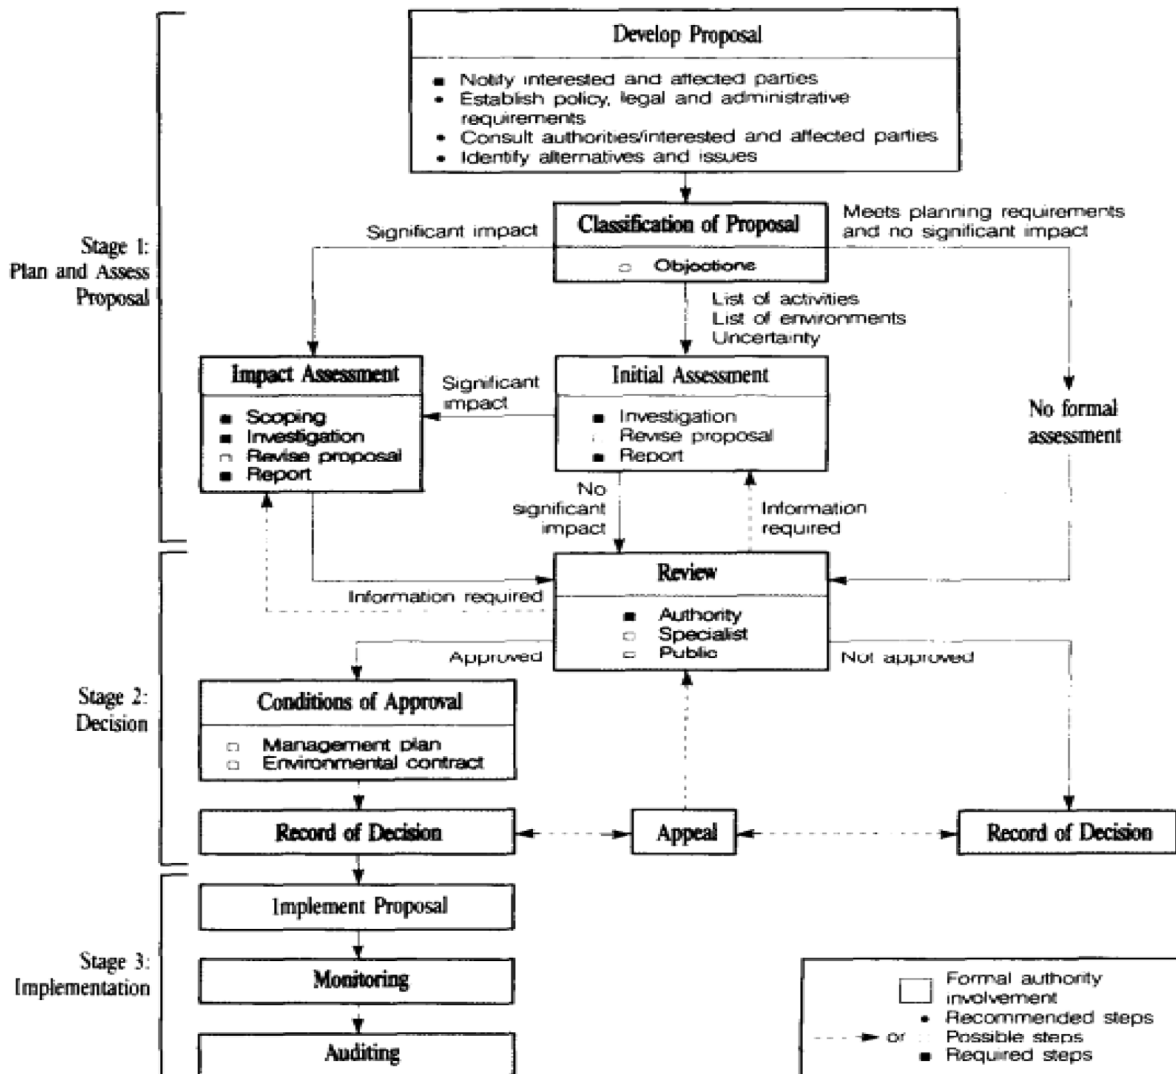 Develop Proposal
Notify interested and affected parties
Establish policy, legal and administrative
requirements
Consult authorities/interested and affected parties
Identify alternatives and issues
Stage 1:
Plan and Assess
Proposal
Significant impact
Classification of Proposal
Objections
Meets planning requirements
and no significant impact
List of activities
List of environments
Uncertainty
Impact Assessment
Scoping
Investigation
Revise proposal
Report
Significant
impact
Initial Assessment
Investigation
Revise proposal
Report
No formal
assessment
No
significant
impact
Information
required
Information required
Review
Authority
Specialist
Public
Approved
Not approved
Stage 2:
Decision
Conditions of Approval
Management plan
Environmental contract
Record of Decision
Appeal
Record of Decision
Stage 3:
Implementation
Implement Proposal
Monitoring
Auditing
Formal authority
involvement
Recommended steps
or Possible steps
Required steps